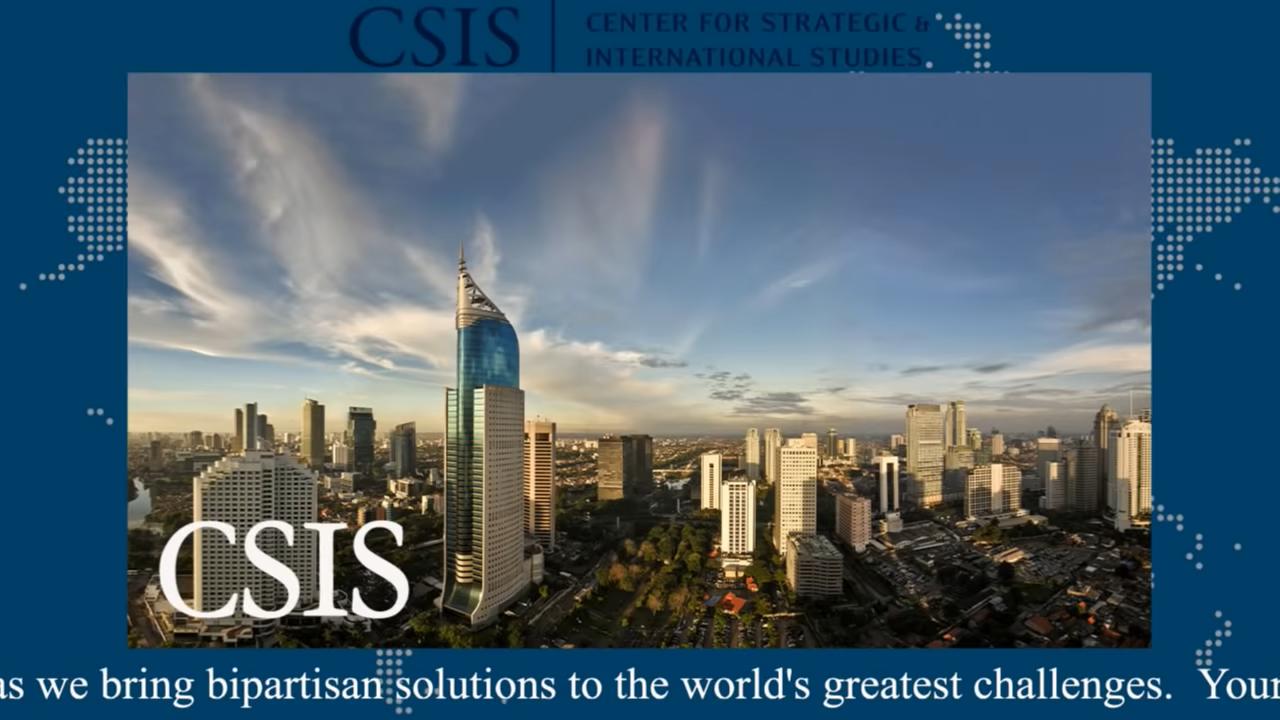 CSIS
CENTER FOR STRATEGIC &
INTERNATIONAL STUDIES
CSIS
as we bring bipartisan solutions to the world's greatest challenges. Your